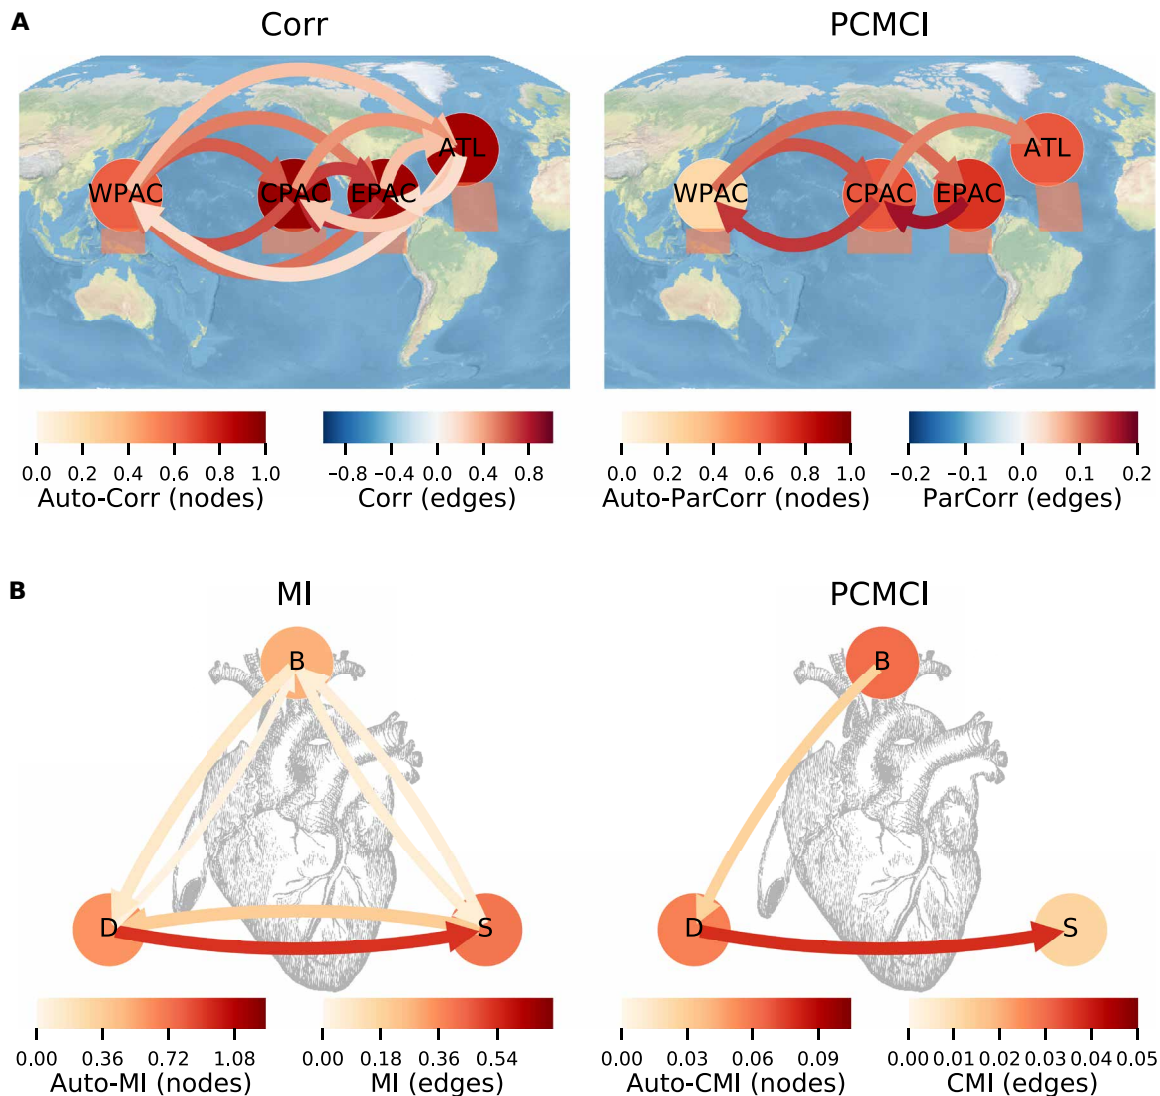 A
Corr
PCMCI
WPAC CPAC EPAC ATL
WPAC CPAC EPAC ATL
0.0 0.2 0.4 0.6 0.8 1.0
Auto-Corr (nodes)
−0.8 −0.4 0.0 0.4 0.8
Corr (edges)
0.0 0.2 0.4 0.6 0.8 1.0
Auto-ParCorr (nodes)
−0.2 −0.1 0.0 0.1 0.2
ParCorr (edges)
B
MI
PCMCI
B
D
S
B
D
S
0.00 0.36 0.72 1.08
Auto-MI (nodes)
0.00 0.18 0.36 0.54
MI (edges)
0.00 0.03 0.06 0.09
Auto-CMI (nodes)
0.00 0.01 0.02 0.03 0.04 0.05
CMI (edges)